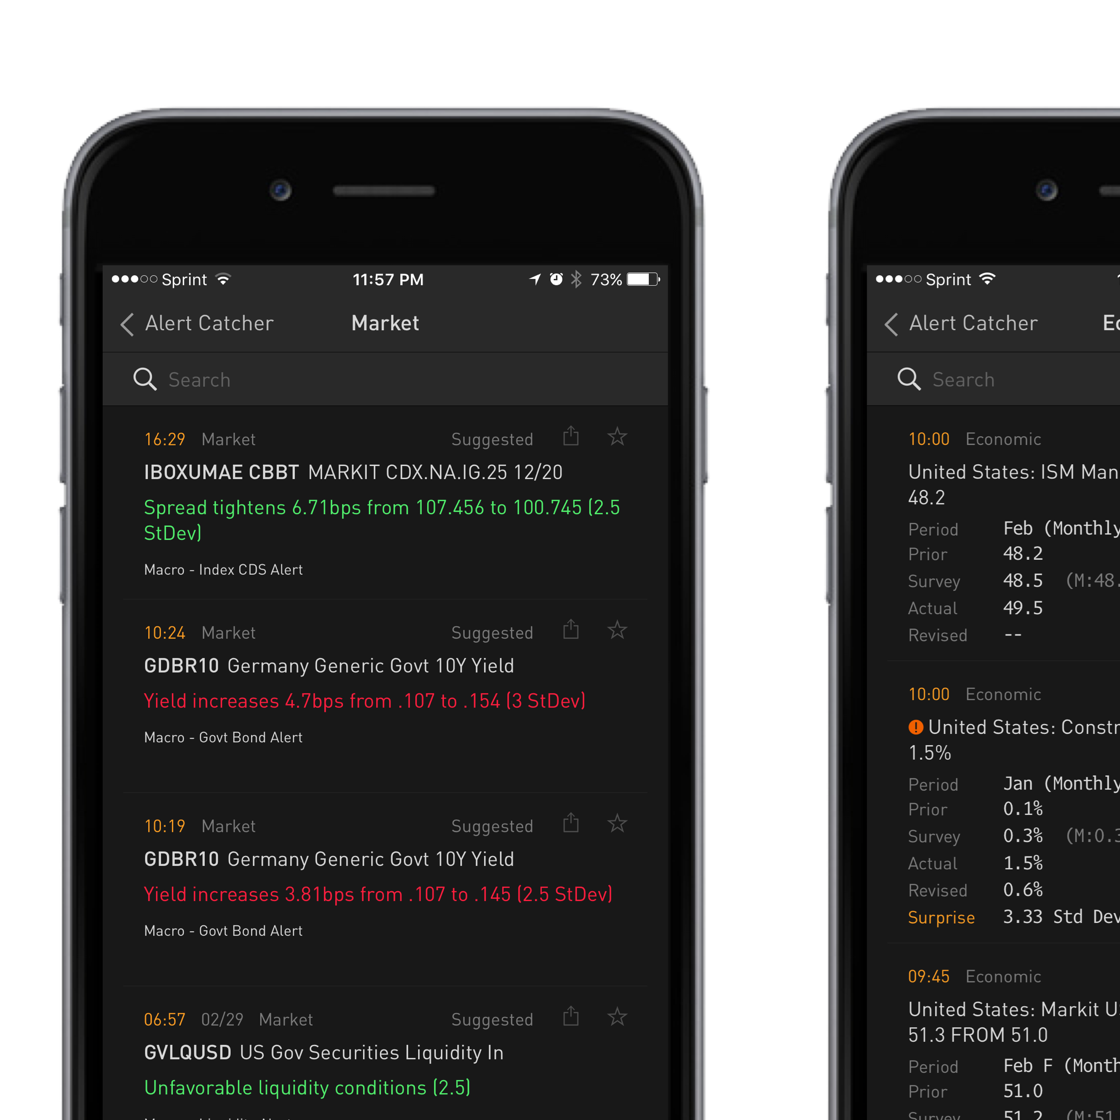 Sprint
11:57 PM
73%
Alert Catcher
Market
Search
16:29 Market Suggested
IBOXUMAE CBBT MARKIT CDX.NA.IG.25 12/20
Spread tightens 6.71bps from 107.456 to 100.745 (2.5
StDev)
Macro - Index CDS Alert
10:24 Market Suggested
GDBR10 Germany Generic Govt 10Y Yield
Yield increases 4.7bps from .107 to .154 (3 StDev)
Macro - Govt Bond Alert
10:19 Market Suggested
GDBR10 Germany Generic Govt 10Y Yield
Yield increases 3.81bps from .107 to .145 (2.5 StDev)
Macro - Govt Bond Alert
06:57 02/29 Market Suggested
GVLQUSD US Gov Securities Liquidity In
Unfavorable liquidity conditions (2.5)
Sprint
Alert Catcher
Search
10:00 Economic
United States: ISM Man
48.2
Period Feb (Monthly
Prior 48.2
Survey 48.5 (M:48.
Actual 49.5
Revised --
10:00 Economic
United States: Constr
1.5%
Period Jan (Monthly
Prior 0.1%
Survey 0.3% (M:0.3
Actual 1.5%
Revised 0.6%
Surprise 3.33 Std Dev
09:45 Economic
United States: Markit U
51.3 FROM 51.0
Period Feb F (Month
Prior 51.0
Survey 51.2 (M:51